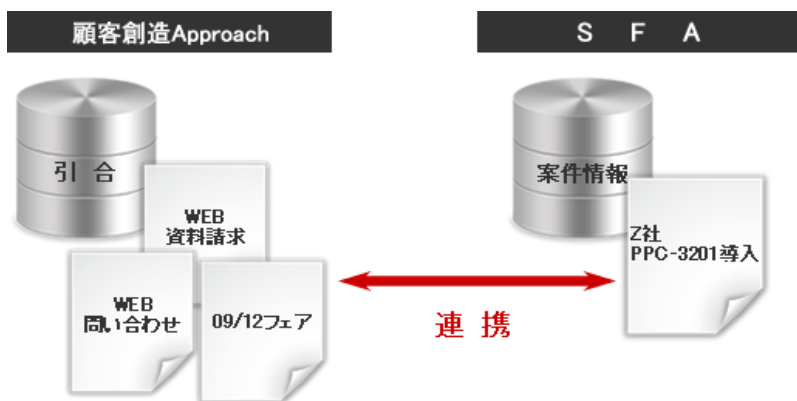 顧客創造Approach
S F A
引 合
案件情報
WEB
資料請求
Z社
PPC-3201導入
WEB
問い合わせ
09/12フェア
連 携